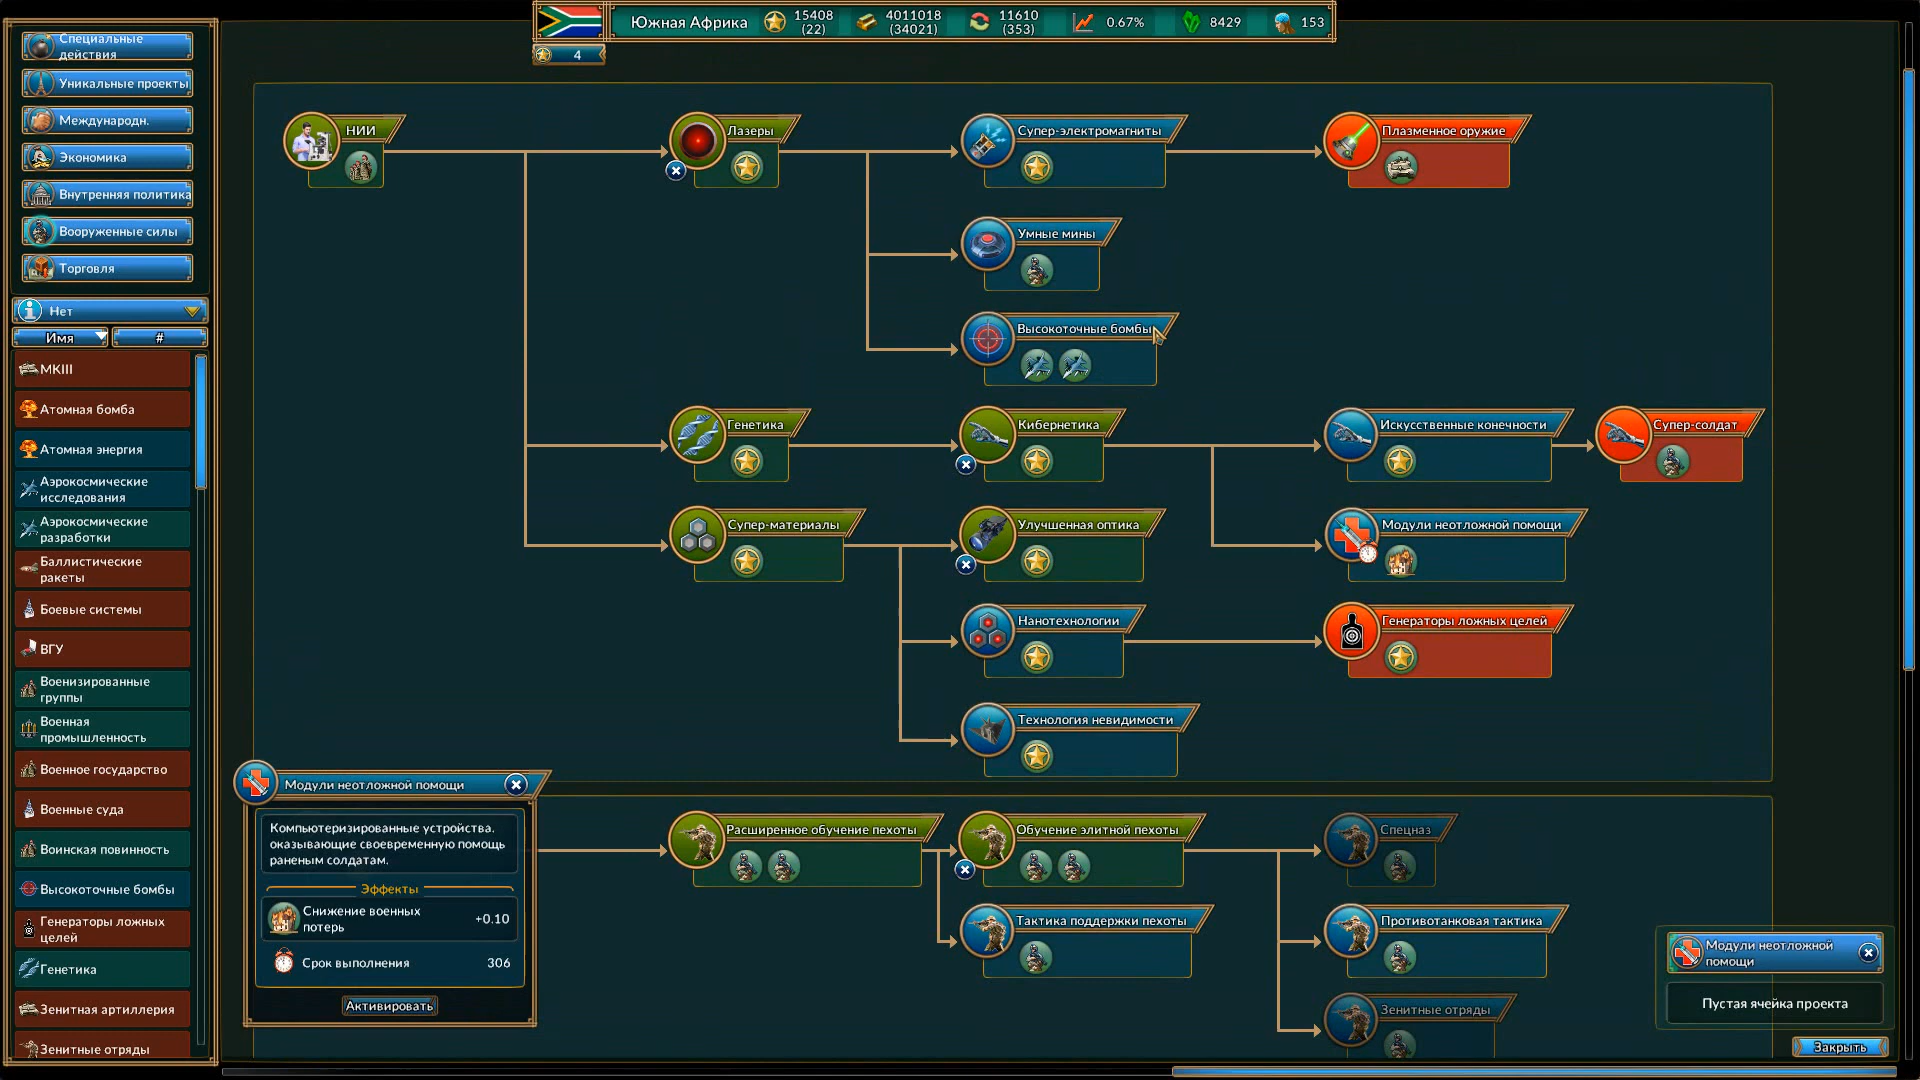 Южная Африка
15408
(22)
4011018
(34021)
11610
(353)
0.67%
8429
153
4
Специальные
действия
Уникальные проекты
Международн.
Экономика
Внутренняя политика
Вооруженные силы
Торговля
Нет
Имя
#
MKIII
Атомная бомба
Атомная энергия
Аэрокосмические
исследования
Аэрокосмические
разработки
Баллистические
ракеты
Боевые системы
ВГУ
Военизированные
группы
Военная
промышленность
Военное государство
Военные суда
Воинская повинность
Высокоточные бомбы
Генераторы ложных
целей
Генетика
Зенитная артиллерия
Зенитные отряды
НИИ
Лазеры
Супер-электромагниты
Плазменное оружие
Умные мины
Высокоточные бомбы
Генетика
Кибернетика
Искусственные конечности
Супер-солдат
Супер-материалы
Улучшенная оптика
Модули неотложной помощи
Нанотехнологии
Генераторы ложных целей
Технология невидимости
Модули неотложной помощи
Компьютеризированные устройства.
оказывающие своевременную помощь
раненым солдатам.
Эффекты
Снижение военных
потерь
+0.10
Срок выполнения
306
Активировать
Расширенное обучение пехоты
Обучение элитной пехоты
Спецназ
Тактика поддержки пехоты
Противотанковая тактика
Зенитные отряды
Модули неотложной
помощи
Пустая ячейка проекта
Закрыть